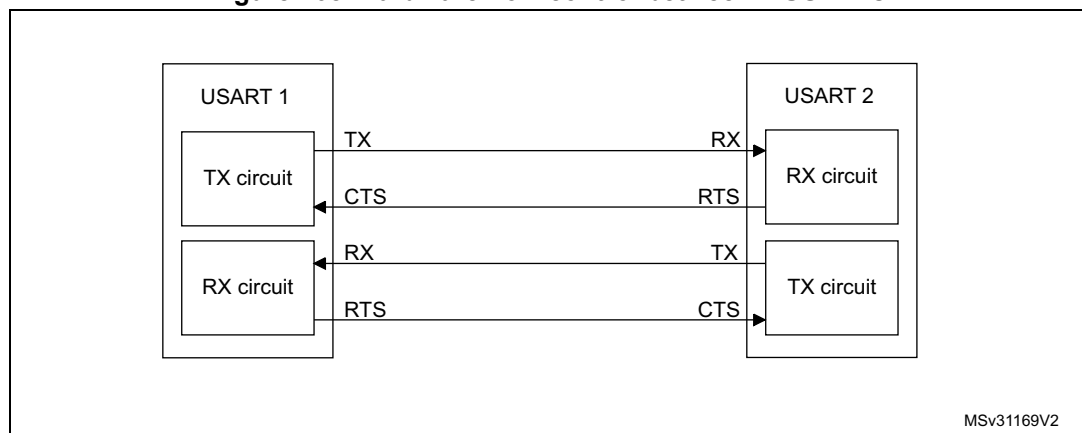 USART 1
USART 2
TX circuit
TX
RX
RX circuit
CTS
RTS
RX circuit
RX
TX
TX circuit
RTS
CTS
MSv31169V2